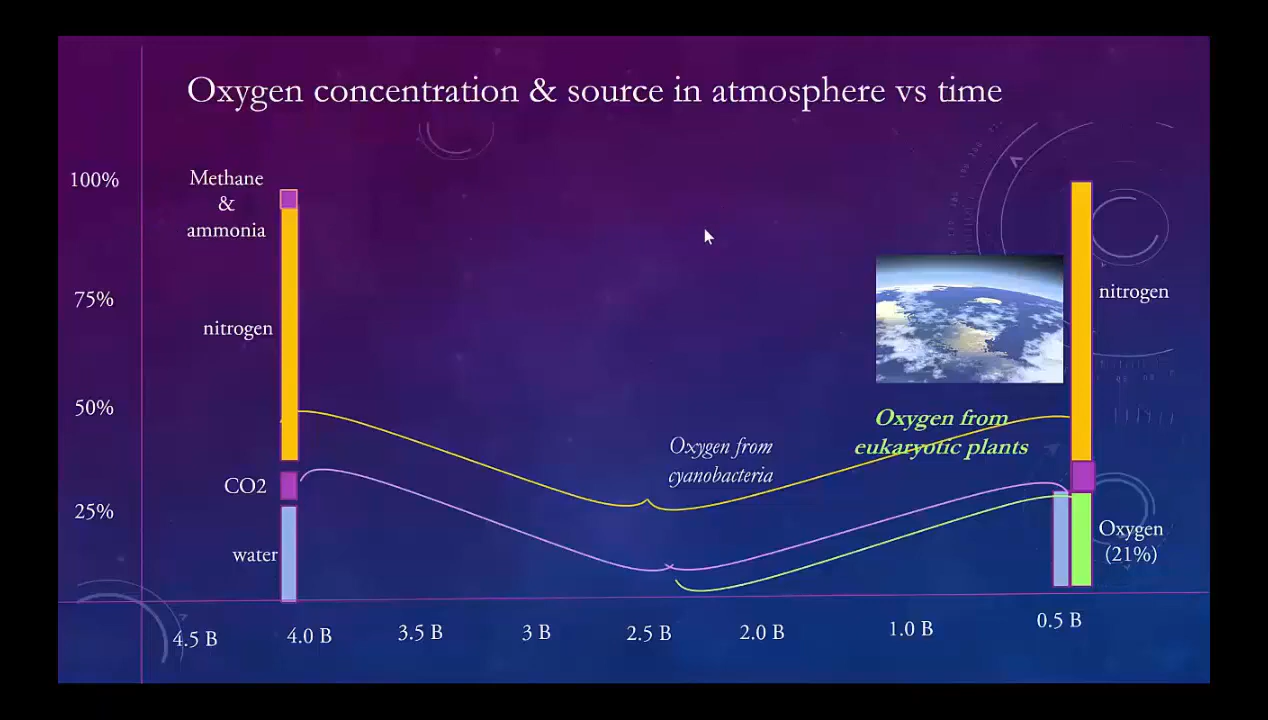 Oxygen concentration & source in atmosphere vs time
100%
75%
50%
25%
Methane
&
ammonia
nitrogen
CO2
water
Oxygen from
cyanobacteria
Oxygen from
eukaryotic plants
nitrogen
Oxygen
(21%)
4.5 B
4.0 B
3.5 B
3 B
2.5 B
2.0 B
1.0 B
0.5 B